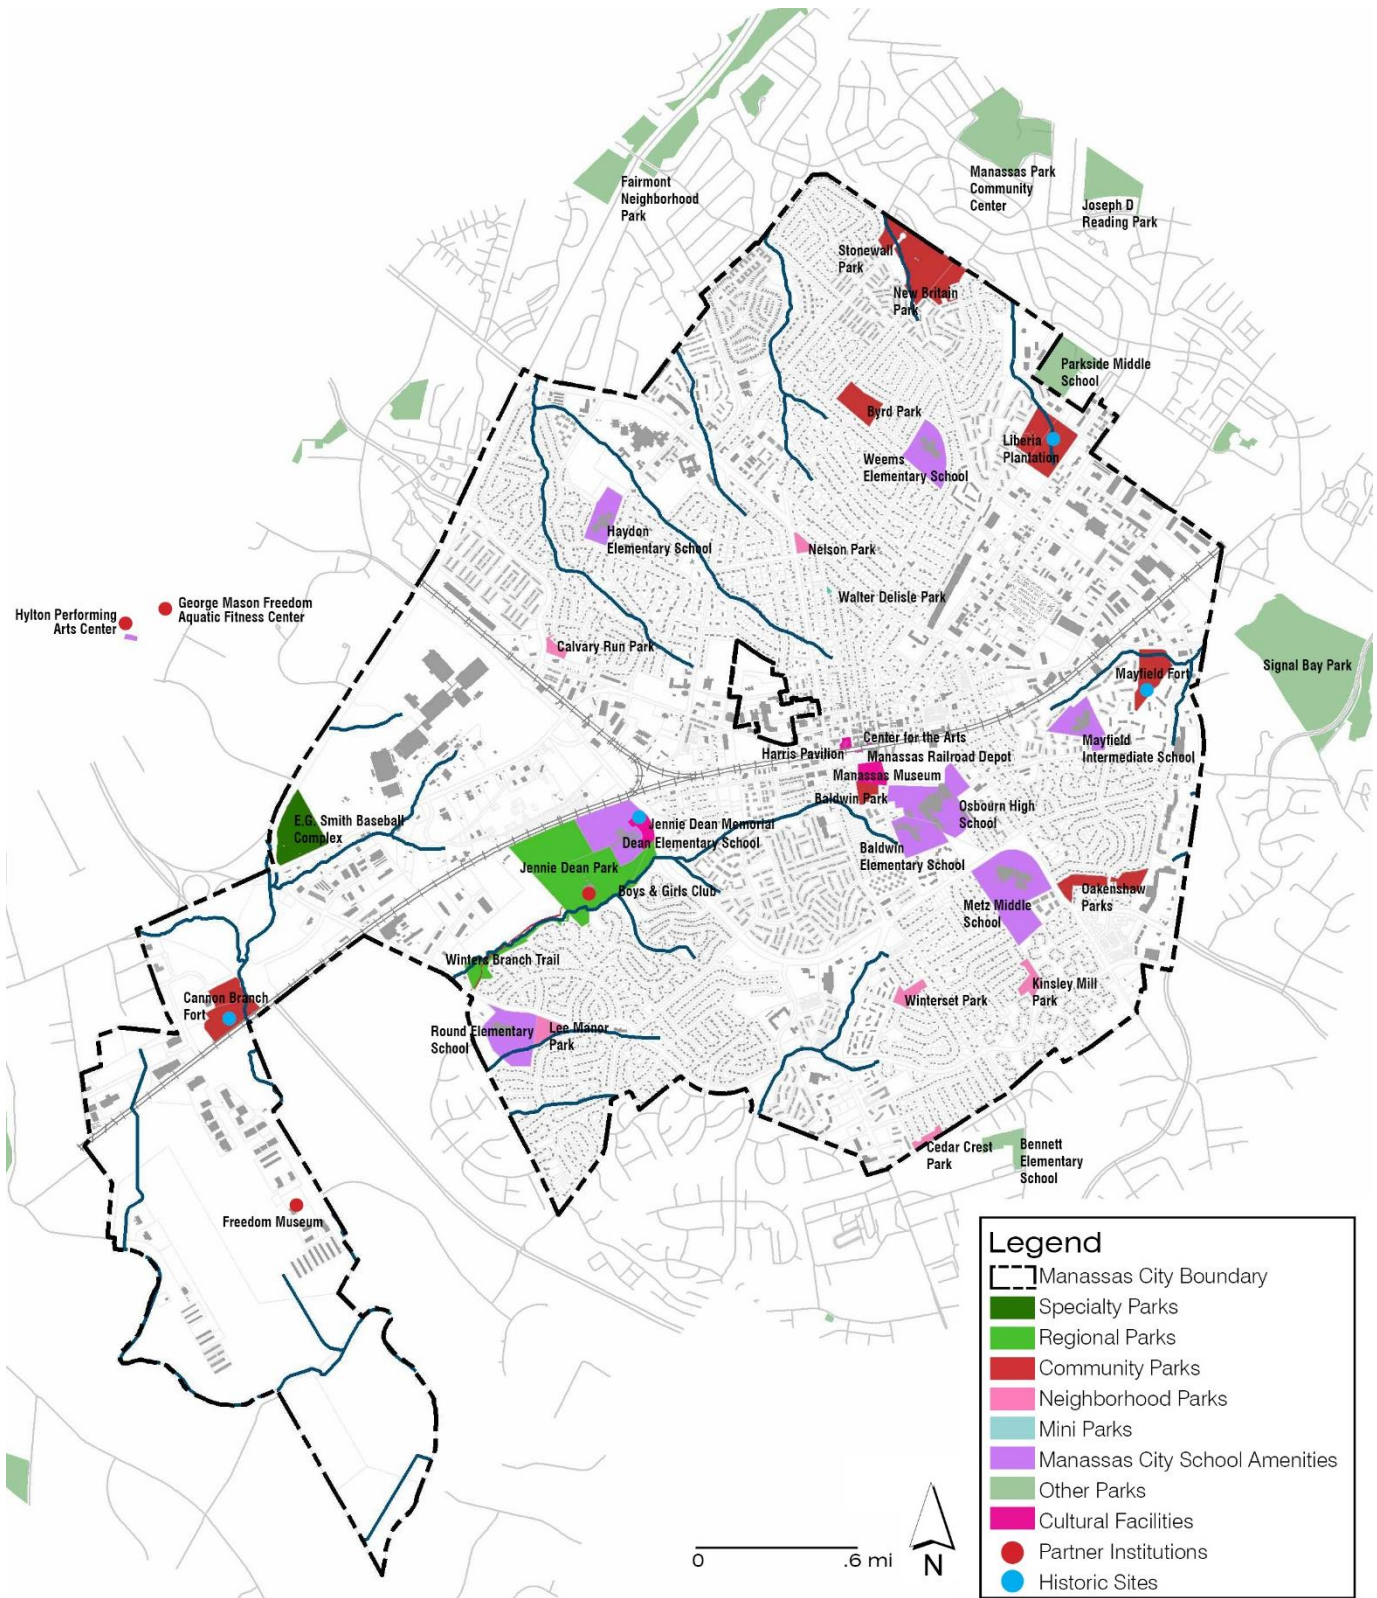 Fairmont
Neighborhood
Park
Manassas Park
Community
Center
Joseph D
Reading Park
Stonewall
Park
New Britain
Park
Parkside Middle
School
Byrd Park
Liberia
Plantation
Weems
Elementary School
Haydon
Elementary School
Nelson Park
Walter Delisle Park
Hylton Performing
Arts Center
George Mason Freedom
Aquatic Fitness Center
Calvary Run Park
Signal Bay Park
Mayfield Fort
Mayfield
Intermediate School
Center for the Arts
Harris Pavilion
Manassas Railroad Depot
Manassas Museum
Baldwin Park
Osbourn High
School
E.G. Smith Baseball
Complex
Jennie Dean Memorial
Dean Elementary School
Baldwin
Elementary School
Jennie Dean Park
Boys & Girls Club
Metz Middle
School
Oakenshaw
Parks
Winters Branch Trail
Cannon Branch
Fort
Winterset Park
Kinsley Mill
Park
Round Elementary
School
Lee Manor
Park
Cedar Crest
Park
Bennett
Elementary
School
Freedom Museum
Legend
Manassas City Boundary
Specialty Parks
Regional Parks
Community Parks
Neighborhood Parks
Mini Parks
Manassas City School Amenities
Other Parks
Cultural Facilities
Partner Institutions
Historic Sites
0 .6 mi
N